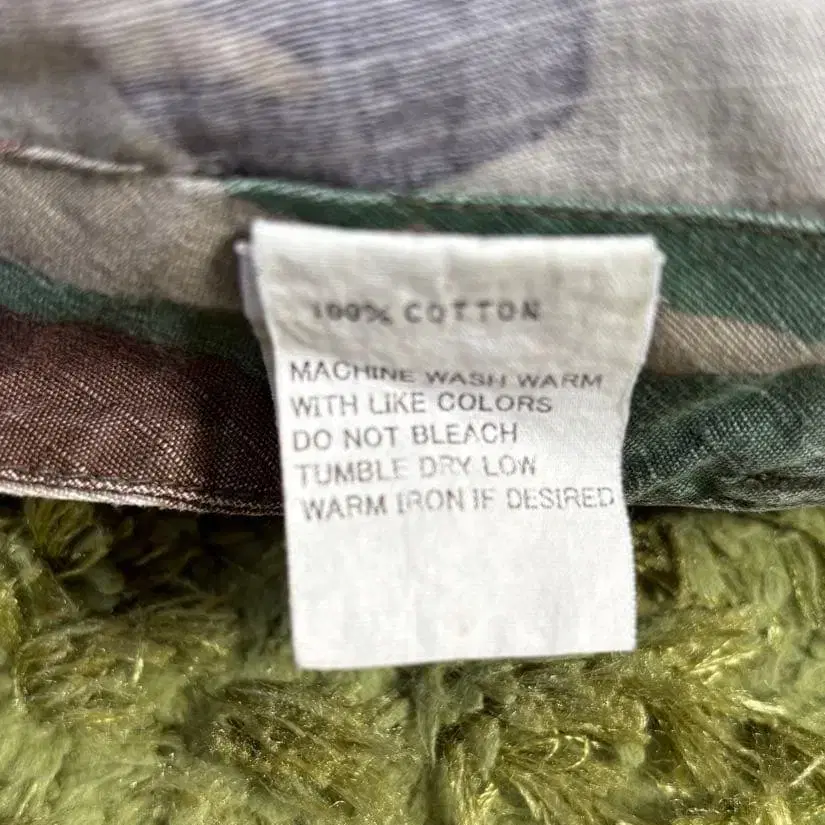 100% COTTON
MACHINE WASH WARM
WITH LIKE COLORS
DO NOT BLEACH
TUMBLE DRY LOW
WARM IRON IF DESIRED